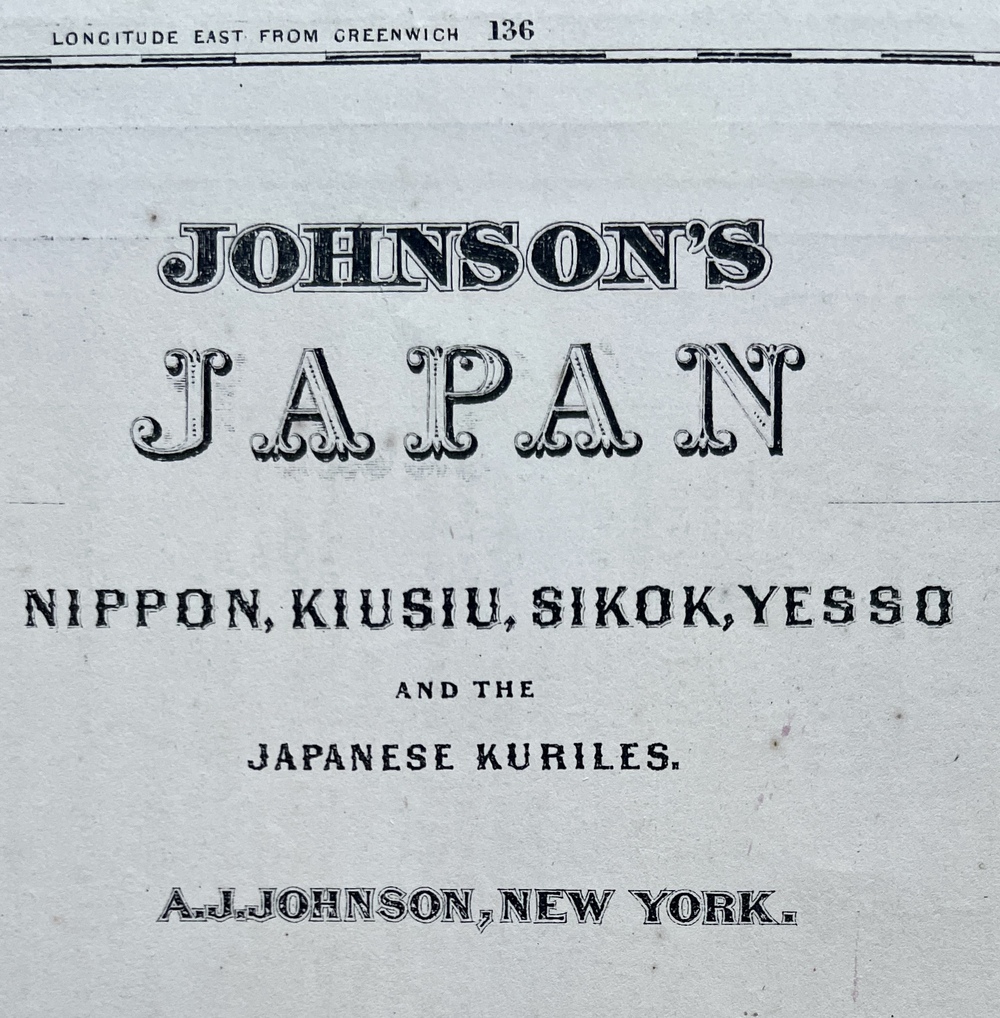 LONGITUDE EAST FROM GREENWICH 136
JOHNSON'S
JAPAN
NIPPON, KIUSIU, SIKOK, YESSO
AND THE
JAPANESE KURILES.
A.J. JOHNSON, NEW YORK.